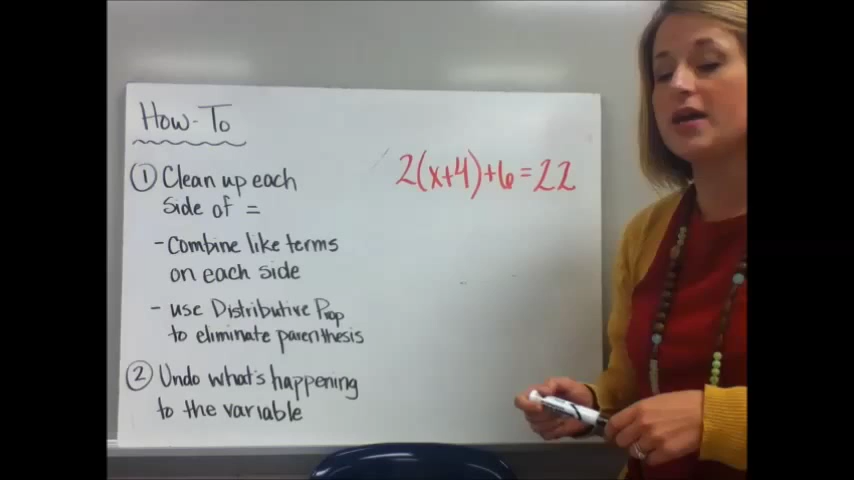 How-To
① Clean up each
side of =
- Combine like terms
on each side
- use Distributive Prop
to eliminate parenthesis
② Undo what's happening
to the variable
2(x+4)+6=22